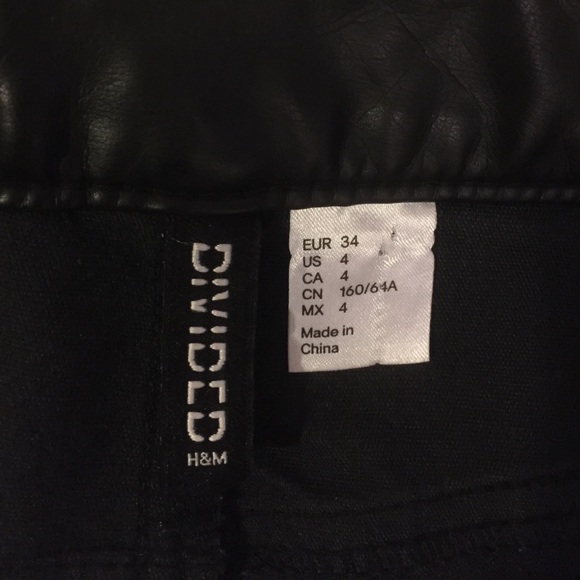 DIVIDED
H&M
EUR 34
US 4
CA 4
CN 160/64A
MX 4
Made in
China